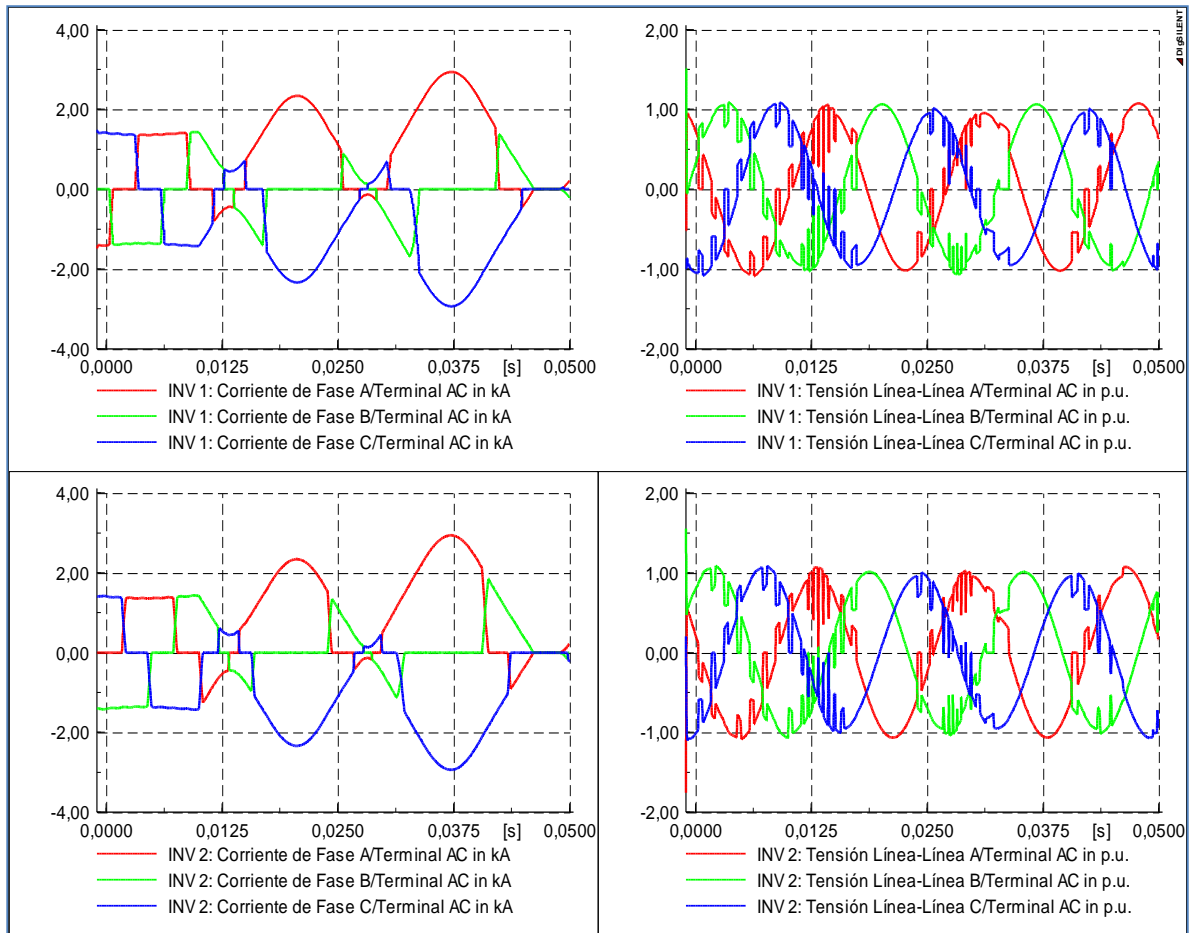 DIgSILENT
4,00
2,00
0,00
-2,00
-4,00
0,0000 0,0125 0,0250 0,0375 [s] 0,0500
INV 1: Corriente de Fase A/Terminal AC in kA
INV 1: Corriente de Fase B/Terminal AC in kA
INV 1: Corriente de Fase C/Terminal AC in kA
2,00
1,00
0,00
-1,00
-2,00
0,0000 0,0125 0,0250 0,0375 [s] 0,0500
INV 1: Tensión Línea-Línea A/Terminal AC in p.u.
INV 1: Tensión Línea-Línea B/Terminal AC in p.u.
INV 1: Tensión Línea-Línea C/Terminal AC in p.u.
4,00
2,00
0,00
-2,00
-4,00
0,0000 0,0125 0,0250 0,0375 [s] 0,0500
INV 2: Corriente de Fase A/Terminal AC in kA
INV 2: Corriente de Fase B/Terminal AC in kA
INV 2: Corriente de Fase C/Terminal AC in kA
2,00
1,00
0,00
-1,00
-2,00
0,0000 0,0125 0,0250 0,0375 [s] 0,0500
INV 2: Tensión Línea-Línea A/Terminal AC in p.u.
INV 2: Tensión Línea-Línea B/Terminal AC in p.u.
INV 2: Tensión Línea-Línea C/Terminal AC in p.u.